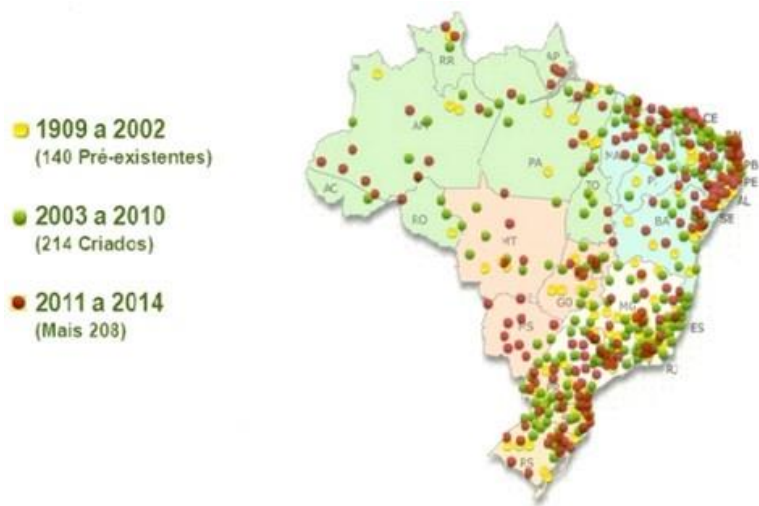 1909 a 2002
(140 Pré-existentes)
2003 a 2010
(214 Criados)
2011 a 2014
(Mais 208)
RR
AP
AM
PA
MA
CE
RN
PB
PE
AL
SE
PI
AC
RO
TO
BA
MT
GO
MG
ES
MS
RJ
RS